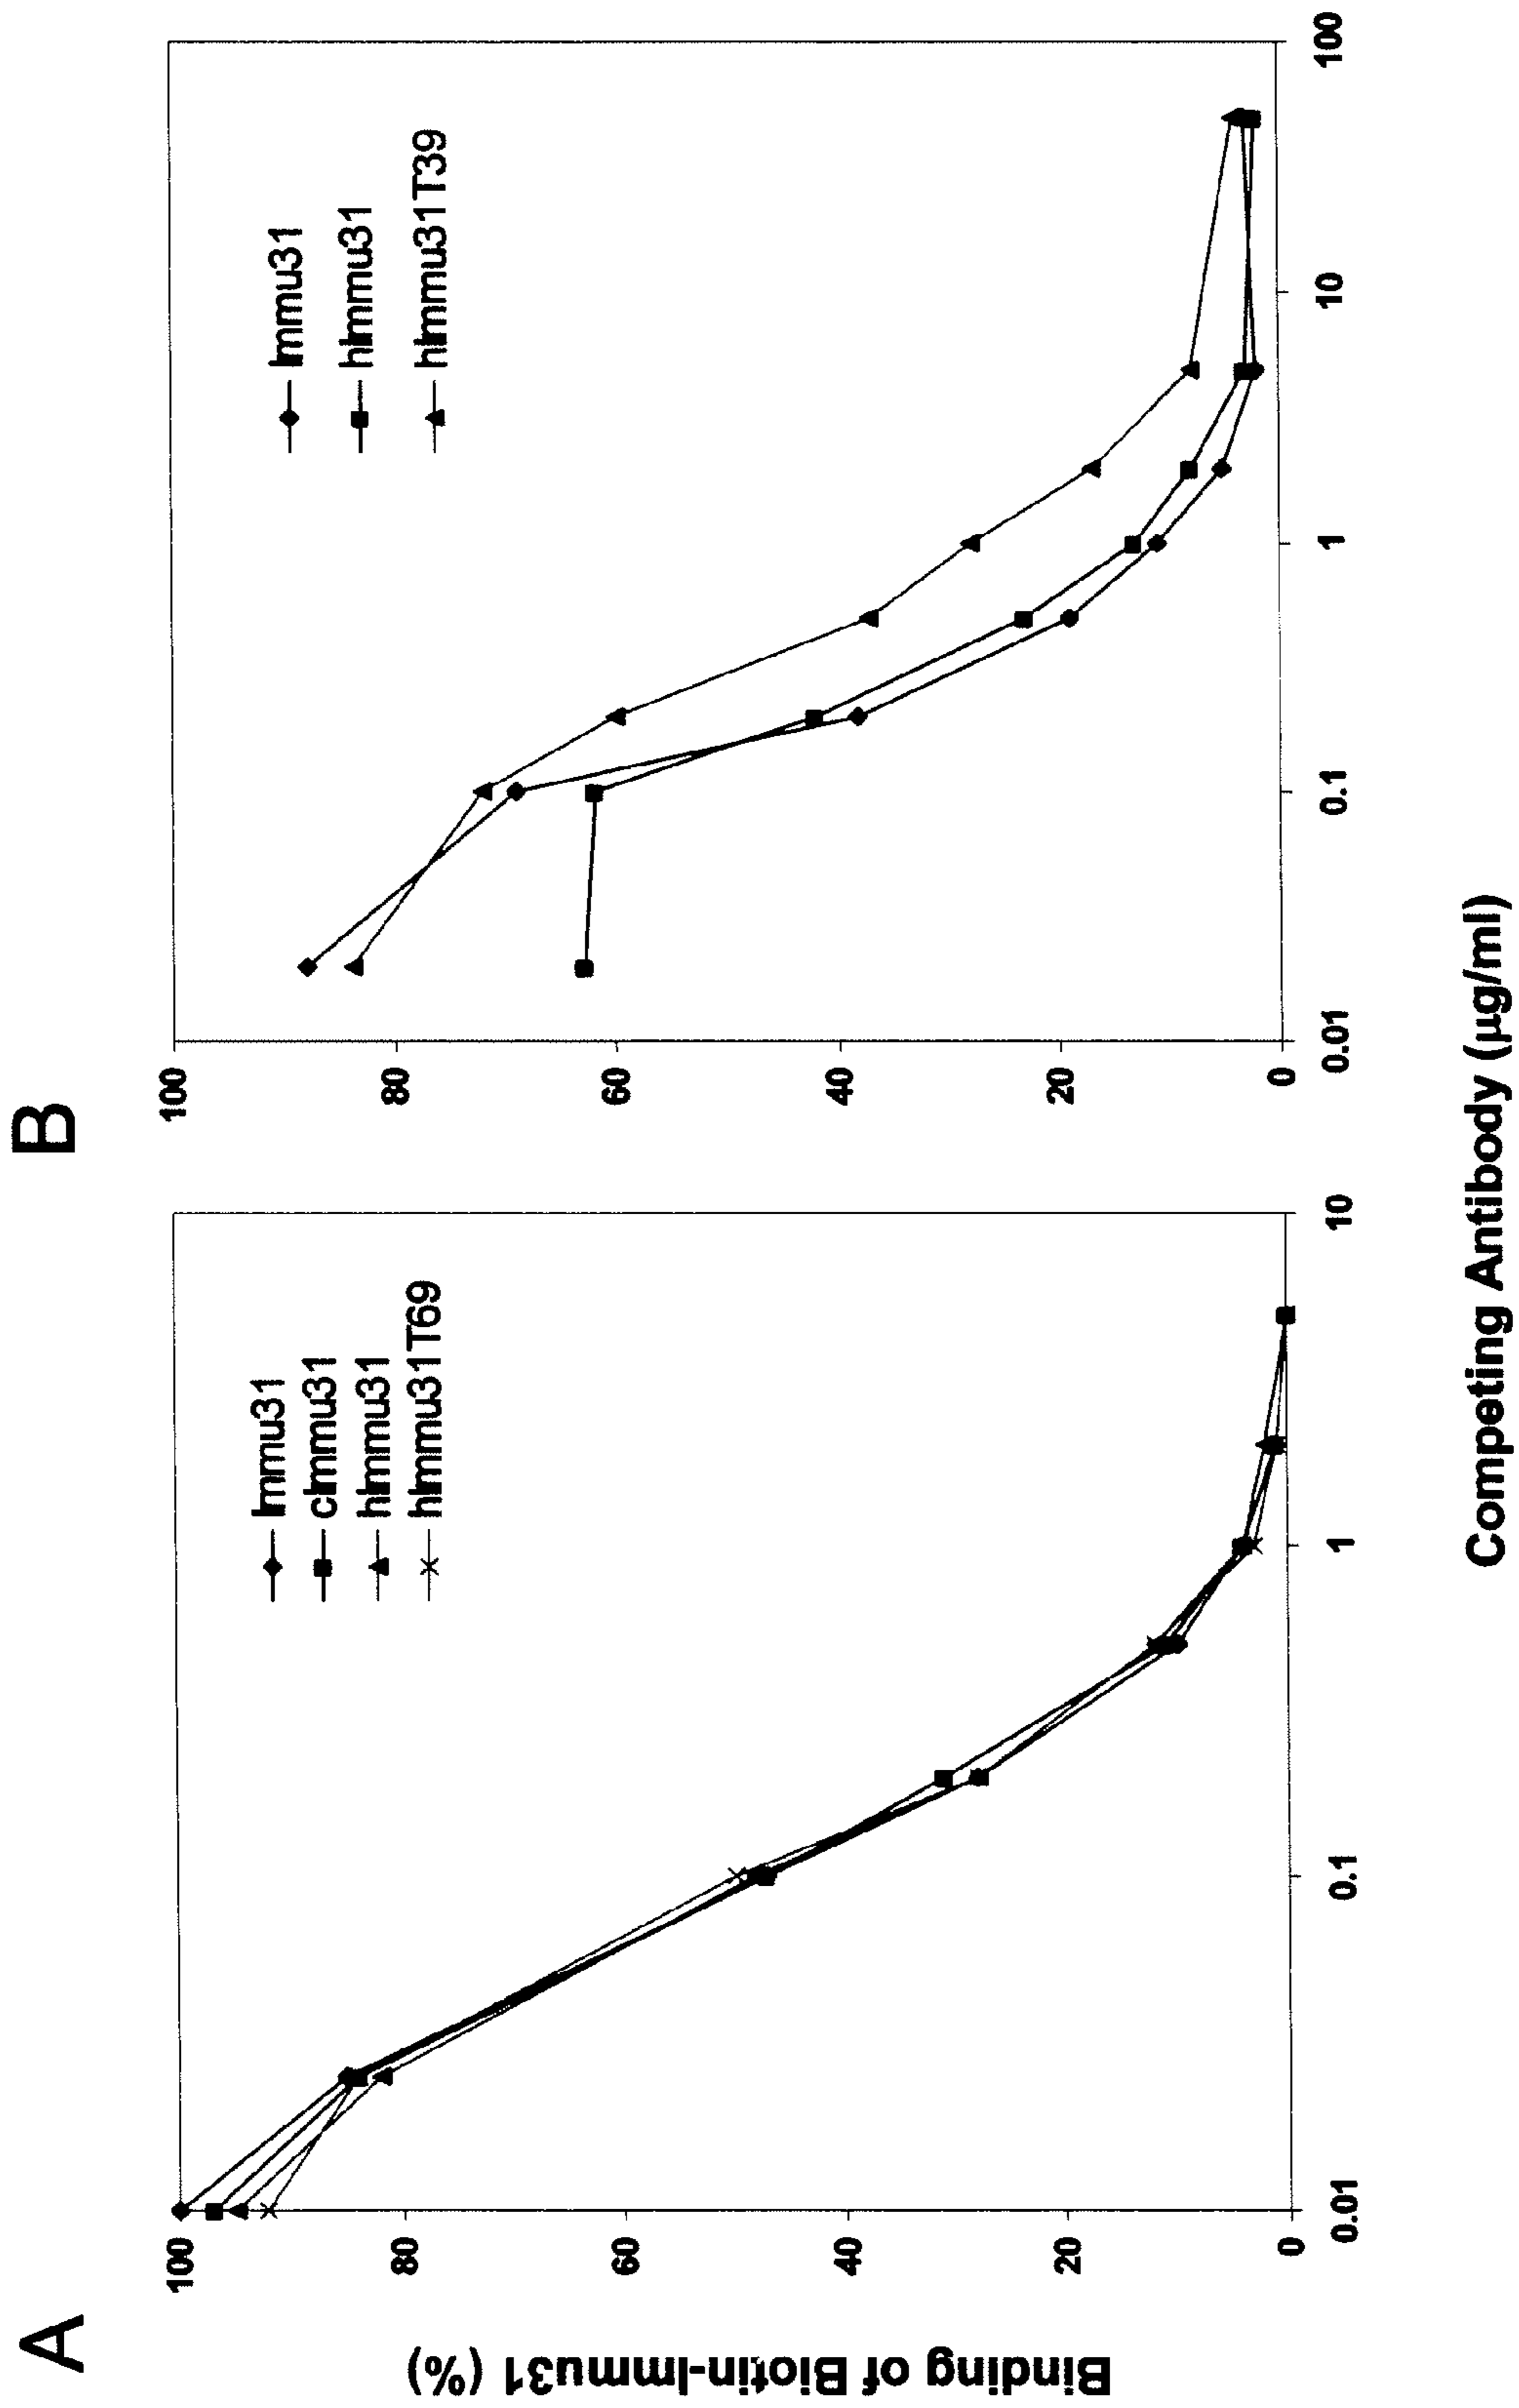 A
Binding of Biotin-Immu31 (%)
100
80
60
40
20
0
0.01
0.1
1
10
Immu31
cImmu31
hImmu31
hImmu31T69
B
100
80
60
40
20
0
0.01
0.1
1
10
100
Immu31
hImmu31
hImmu31T39
Competing Antibody (µg/ml)